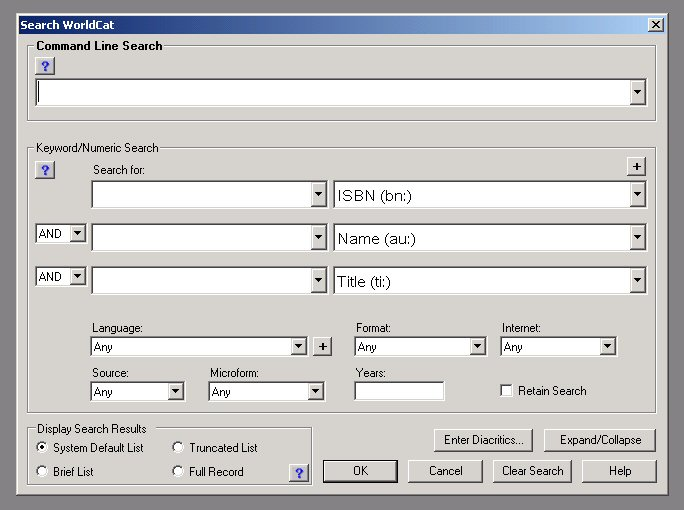 Search WorldCat
Command Line Search
?
Keyword/Numeric Search
?
Search for:
+
ISBN (bn:)
AND
Name (au:)
AND
Title (ti:)
Language:
Format:
Internet:
Any
+
Any
Any
Source:
Microform:
Years:
Any
Any
Retain Search
Display Search Results
System Default List
Truncated List
Brief List
Full Record
?
Enter Diacritics...
Expand/Collapse
OK
Cancel
Clear Search
Help